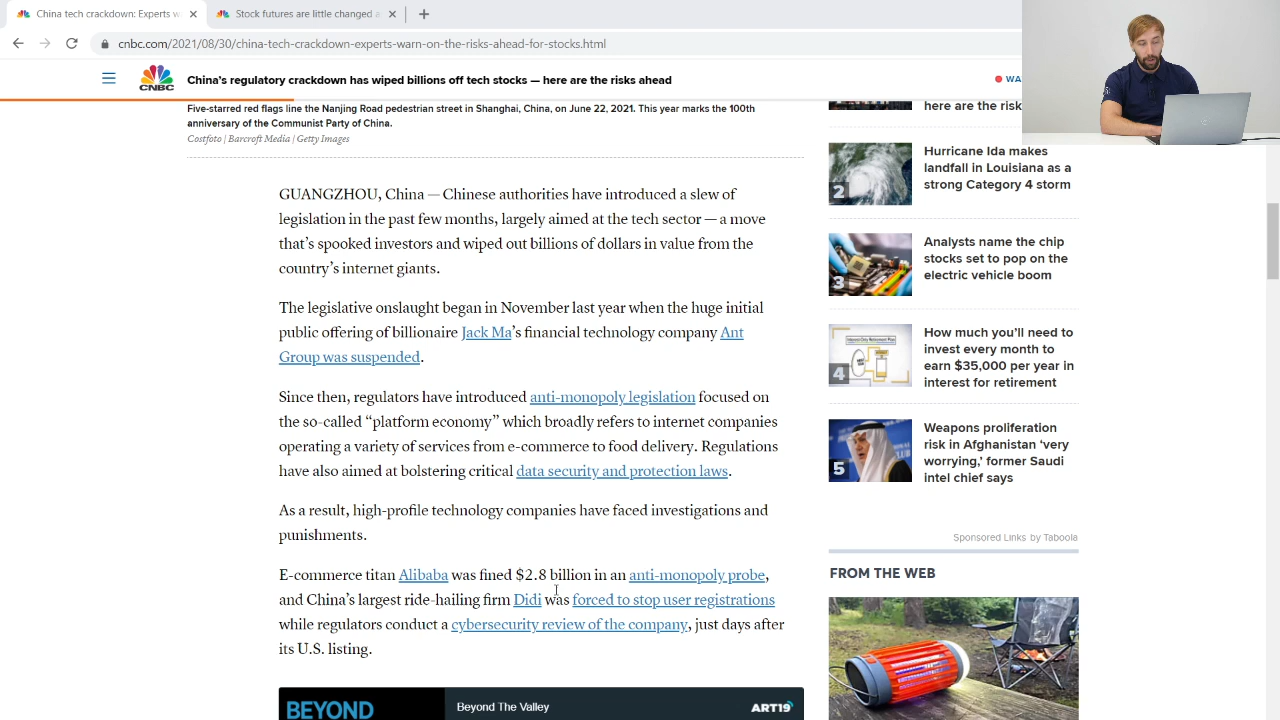 China tech crackdown: Experts w
Stock futures are little changed a
cnbc.com/2021/08/30/china-tech-crackdown-experts-warn-on-the-risks-ahead-for-stocks.html
CNBC
China's regulatory crackdown has wiped billions off tech stocks — here are the risks ahead
WA
Five-starred red flags line the Nanjing Road pedestrian street in Shanghai, China, on June 22, 2021. This year marks the 100th
anniversary of the Communist Party of China.
Costfoto | Barcroft Media | Getty Images
GUANGZHOU, China — Chinese authorities have introduced a slew of
legislation in the past few months, largely aimed at the tech sector — a move
that's spooked investors and wiped out billions of dollars in value from the
country's internet giants.
The legislative onslaught began in November last year when the huge initial
public offering of billionaire Jack Ma's financial technology company Ant
Group was suspended.
Since then, regulators have introduced anti-monopoly legislation focused on
the so-called “platform economy” which broadly refers to internet companies
operating a variety of services from e-commerce to food delivery. Regulations
have also aimed at bolstering critical data security and protection laws.
As a result, high-profile technology companies have faced investigations and
punishments.
E-commerce titan Alibaba was fined $2.8 billion in an anti-monopoly probe,
and China's largest ride-hailing firm Didi was forced to stop user registrations
while regulators conduct a cybersecurity review of the company, just days after
its U.S. listing.
BEYOND
Beyond The Valley
ART19
here are the risk
2
Hurricane Ida makes
landfall in Louisiana as a
strong Category 4 storm
3
Analysts name the chip
stocks set to pop on the
electric vehicle boom
4
How much you'll need to
invest every month to
earn $35,000 per year in
interest for retirement
5
Weapons proliferation
risk in Afghanistan ‘very
worrying,’ former Saudi
intel chief says
Sponsored Links by Taboola
FROM THE WEB